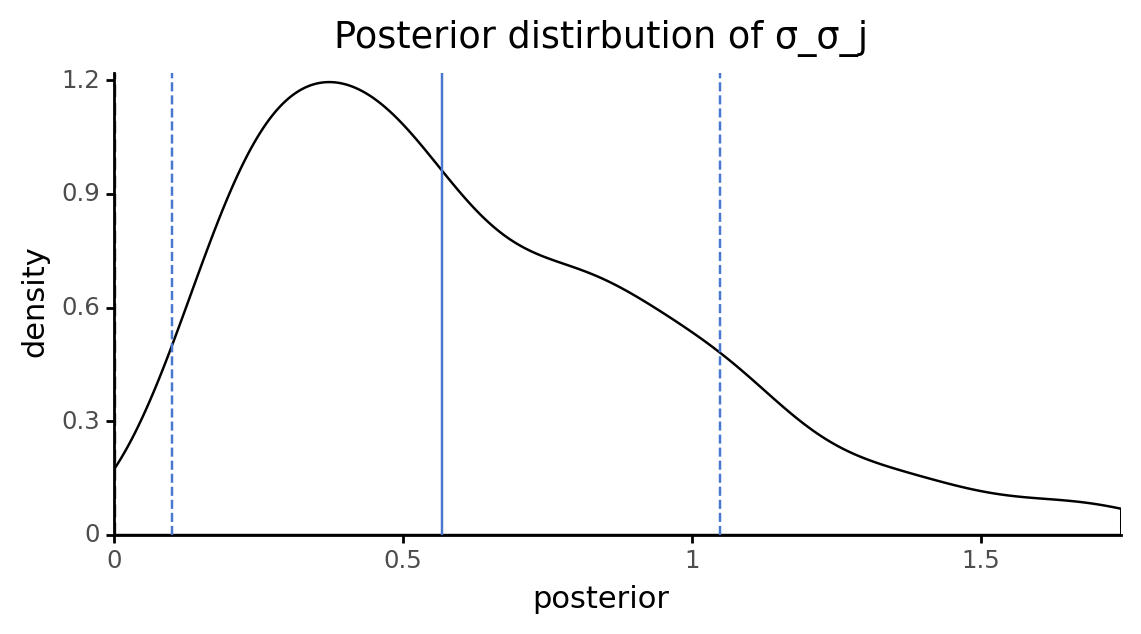 Posterior distirbution of σ_σ_j
density
1.2
0.9
0.6
0.3
0
0 0.5 1 1.5
posterior